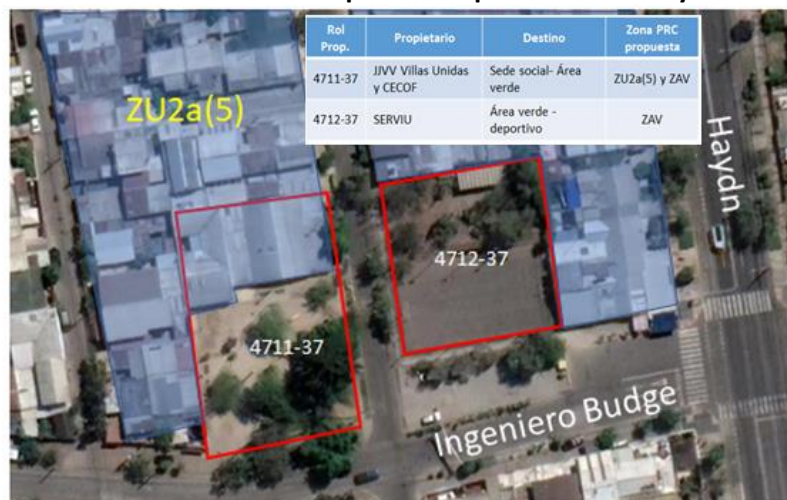 Rol Prop. Propietario Destino Zona PRC propuesta
4711-37 JJVV Villas Unidas y CECOF Sede social- Área verde ZU2a(5) y ZAV
4712-37 SERVIU Área verde - deportivo ZAV
ZU2a(5)
Haydn
4712-37
4711-37
Ingeniero Budge